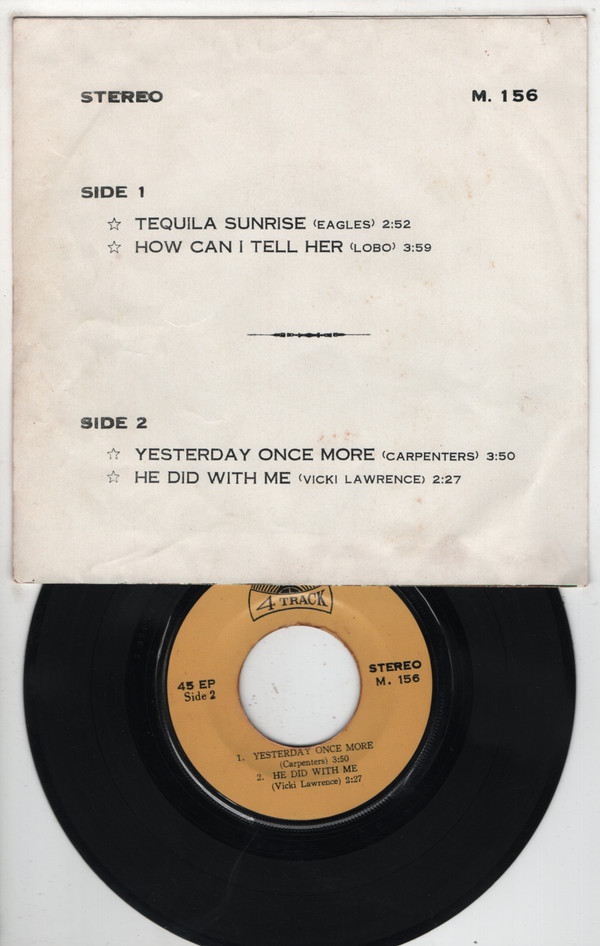 STEREO M. 156
SIDE 1
☆ TEQUILA SUNRISE (EAGLES) 2:52
☆ HOW CAN I TELL HER (LOBO) 3:59
SIDE 2
☆ YESTERDAY ONCE MORE (CARPENTERS) 3:50
☆ HE DID WITH ME (VICKI LAWRENCE) 2:27
4 TRACK
45 EP
Side 2
STEREO
M. 156
1. YESTERDAY ONCE MORE
(Carpenters) 3:50
2. HE DID WITH ME
(Vicki Lawrence) 2:27